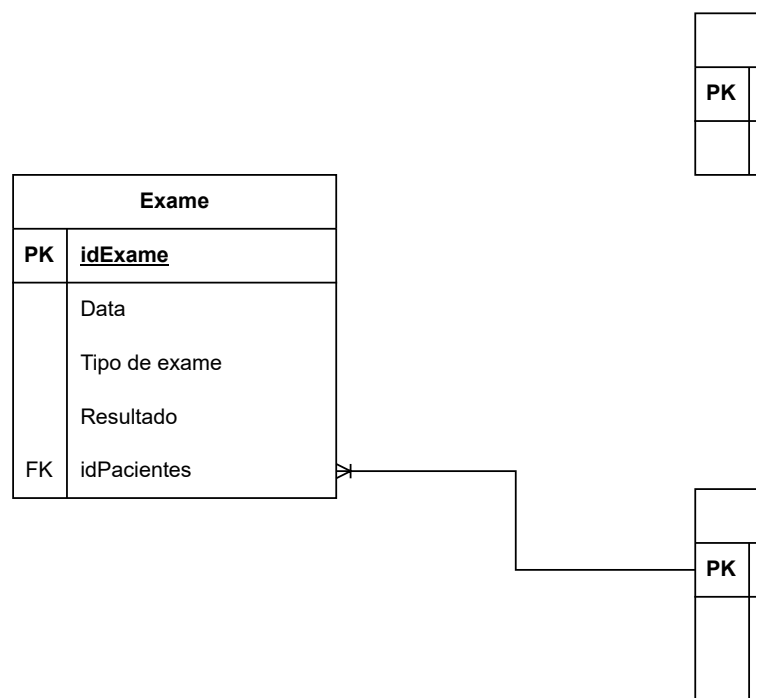 PK
Exame
PK idExame
Data
Tipo de exame
Resultado
FK idPacientes
PK